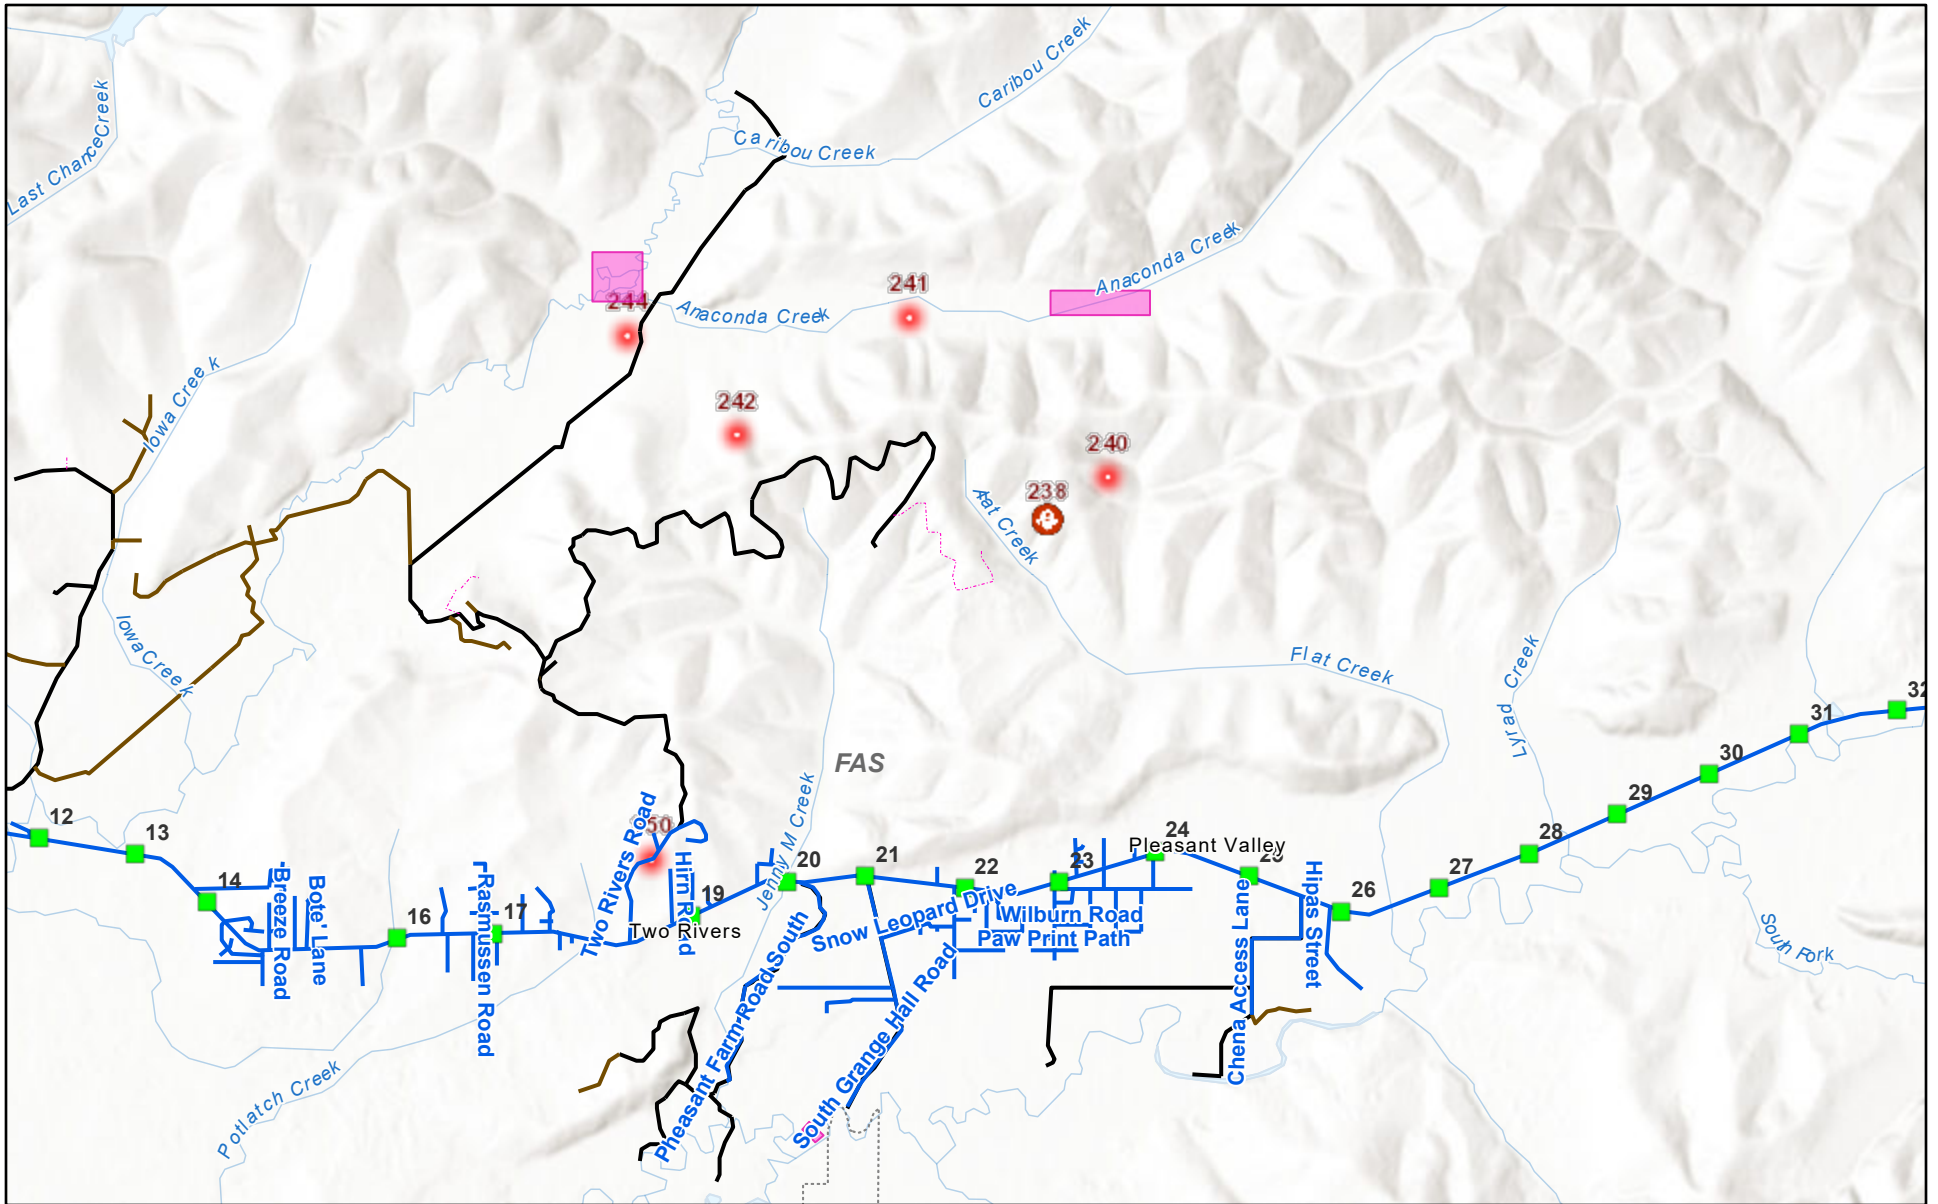 Caribou Creek
Last Chance Creek
Caribou Creek
Anaconda Creek
241
244
Anaconda Creek
Iowa Creek
242
240
238
Flat Creek
Iowa Creek
Flat Creek
Lyrad Creek
32
31
30
FAS
29
12
50
13
28
24
Pleasant Valley
Jenny M Creek
20
21
22
23
25
27
14
Breeze Road
Bote' Lane
Rasmussen Road
17
Two Rivers Road
Hirn Road
19
Two Rivers
16
Snow Leopard Drive
Wilburn Road
Paw Print Path
Hipas Street
26
Chena Access Lane
South Fork
Pheasant Farm Road South
South Grange Hall Road
Potlatch Creek